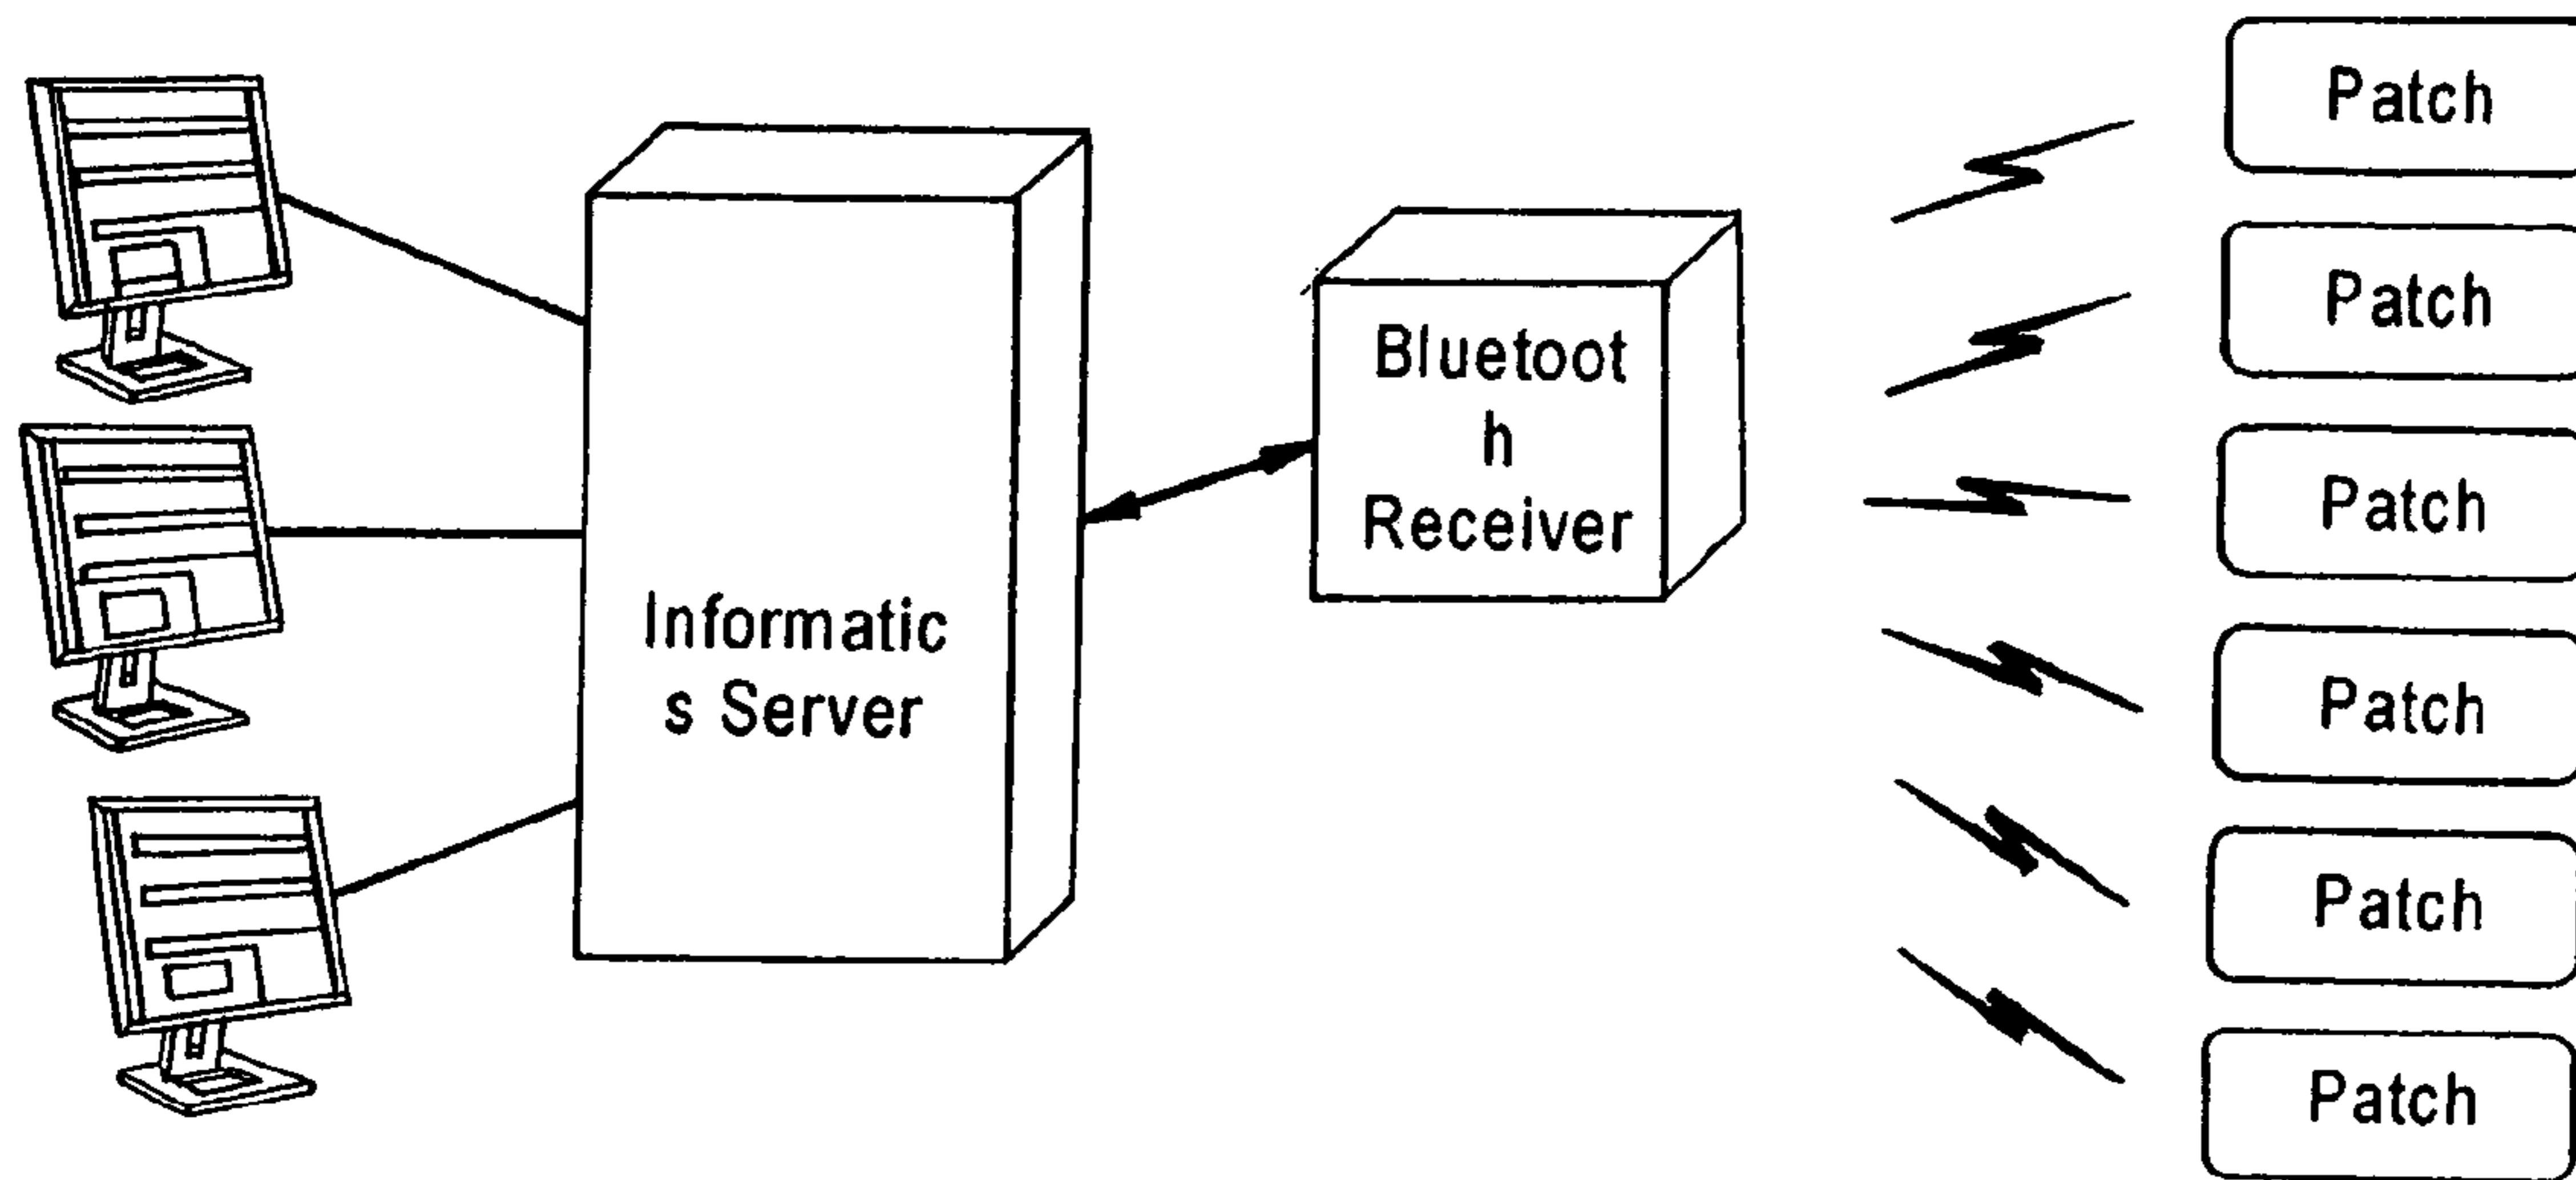 Informatic
s Server
Bluetoot
h
Receiver
Patch
Patch
Patch
Patch
Patch
Patch